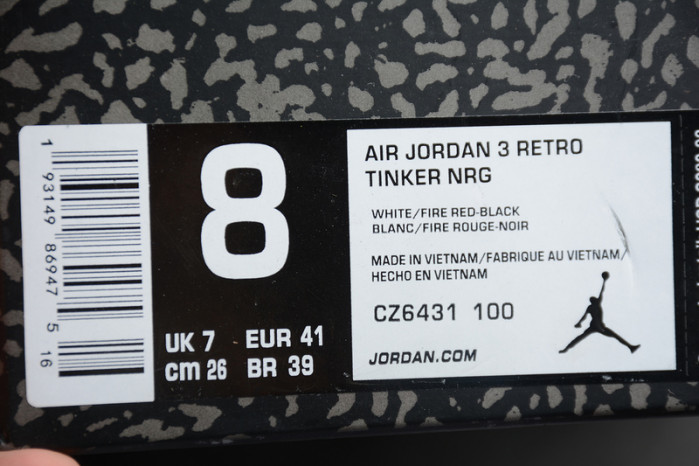 1 93149 86947 5 16
8
UK 7 EUR 41
cm 26 BR 39
AIR JORDAN 3 RETRO
TINKER NRG
WHITE/FIRE RED-BLACK
BLANC/FIRE ROUGE-NOIR
MADE IN VIETNAM/FABRIQUE AU VIETNAM/
HECHO EN VIETNAM
CZ6431 100
JORDAN.COM